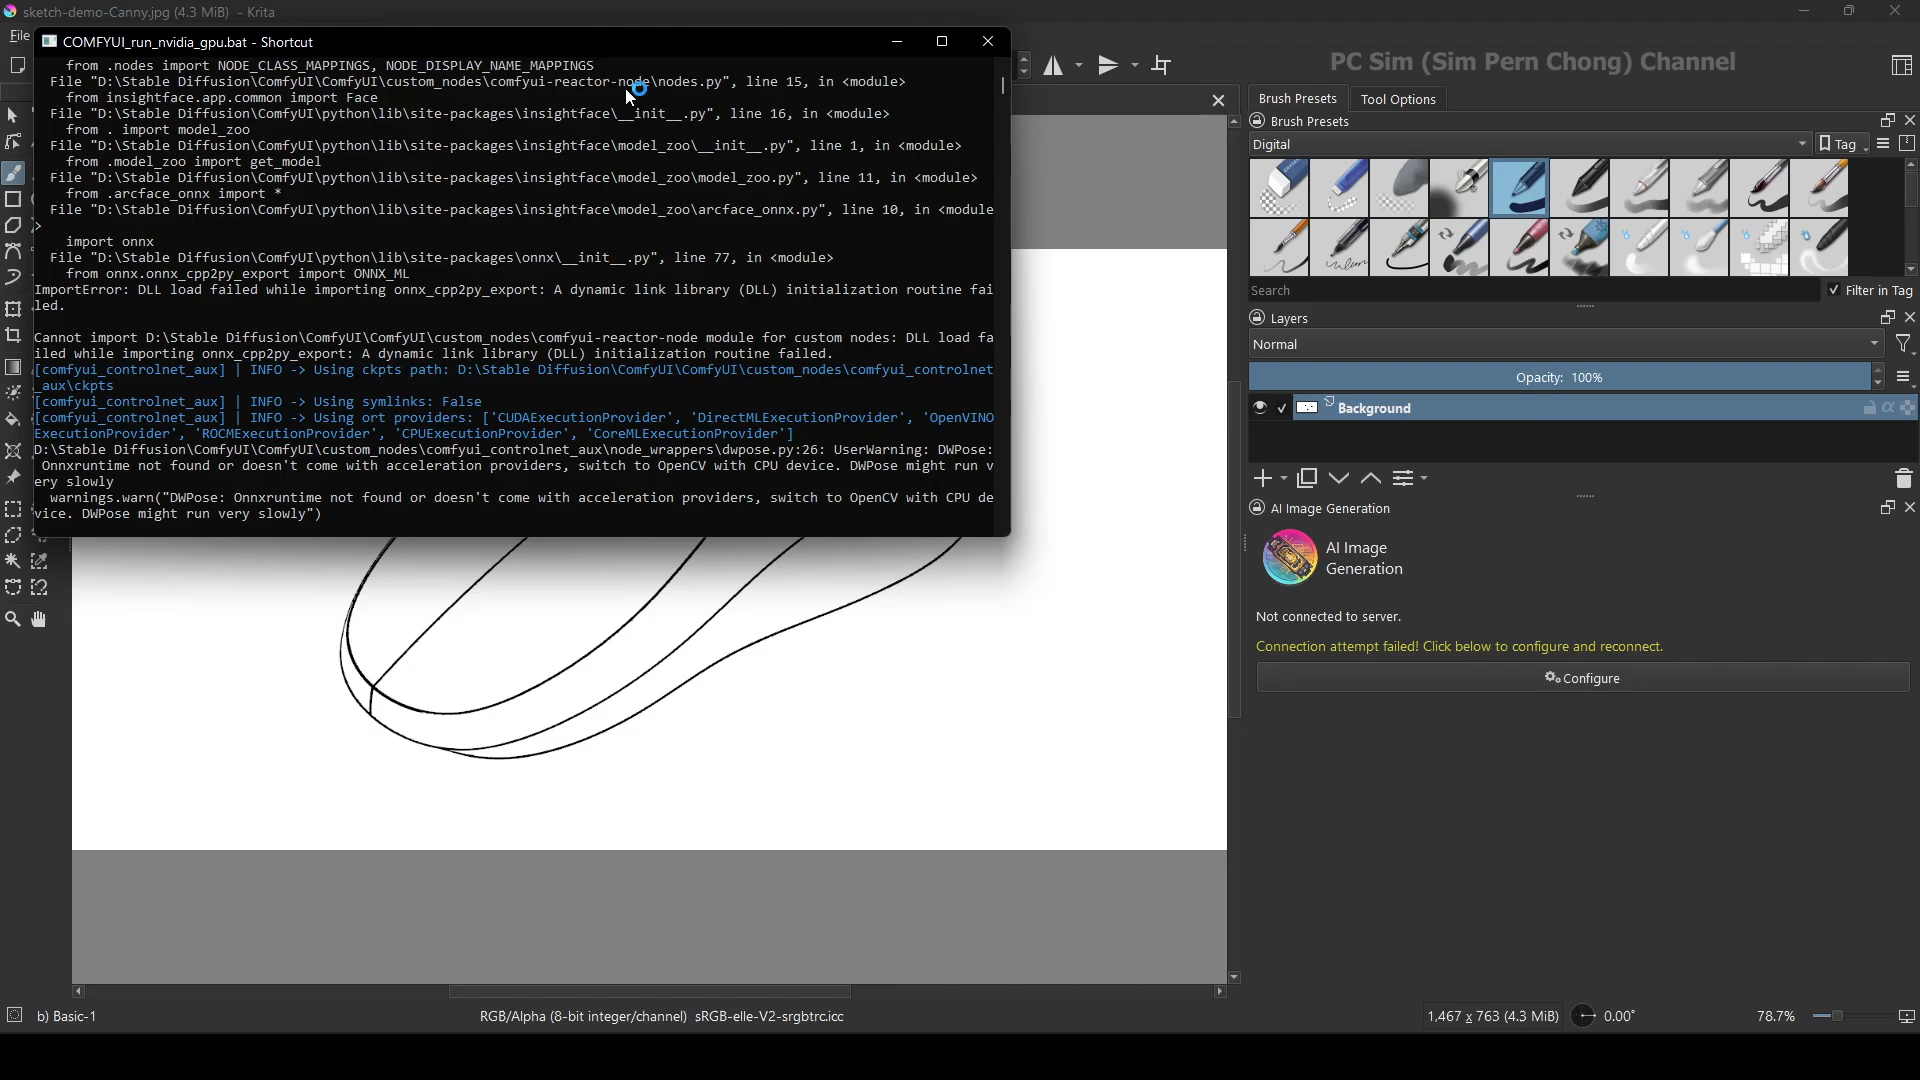 sketch-demo-Canny.jpg (4.3 MiB) - Krita
File
COMFYUI_run_nvidia_gpu.bat - Shortcut
from .nodes import NODE_CLASS_MAPPINGS, NODE_DISPLAY_NAME_MAPPINGS
File "D:\Stable Diffusion\ComfyUI\ComfyUI\custom_nodes\comfyui-reactor-node\nodes.py", line 15, in <module>
from insightface.app.common import Face
File "D:\Stable Diffusion\ComfyUI\python\lib\site-packages\insightface\__init__.py", line 16, in <module>
from . import model_zoo
File "D:\Stable Diffusion\ComfyUI\python\lib\site-packages\insightface\model_zoo\__init__.py", line 1, in <module>
from .model_zoo import get_model
File "D:\Stable Diffusion\ComfyUI\python\lib\site-packages\insightface\model_zoo\model_zoo.py", line 11, in <module>
from .arcface_onnx import *
File "D:\Stable Diffusion\ComfyUI\python\lib\site-packages\insightface\model_zoo\arcface_onnx.py", line 10, in <module
>
import onnx
File "D:\Stable Diffusion\ComfyUI\python\lib\site-packages\onnx\__init__.py", line 77, in <module>
from onnx.onnx_cpp2py_export import ONNX_ML
ImportError: DLL load failed while importing onnx_cpp2py_export: A dynamic link library (DLL) initialization routine fai
led.
Cannot import D:\Stable Diffusion\ComfyUI\ComfyUI\custom_nodes\comfyui-reactor-node module for custom nodes: DLL load fa
iled while importing onnx_cpp2py_export: A dynamic link library (DLL) initialization routine failed.
[comfyui_controlnet_aux] | INFO -> Using ckpts path: D:\Stable Diffusion\ComfyUI\ComfyUI\custom_nodes\comfyui_controlnet
_aux\ckpts
[comfyui_controlnet_aux] | INFO -> Using symlinks: False
[comfyui_controlnet_aux] | INFO -> Using ort providers: ['CUDAExecutionProvider', 'DirectMLExecutionProvider', 'OpenVINO
ExecutionProvider', 'ROCMExecutionProvider', 'CPUExecutionProvider', 'CoreMLExecutionProvider']
D:\Stable Diffusion\ComfyUI\ComfyUI\custom_nodes\comfyui_controlnet_aux\node_wrappers\dwpose.py:26: UserWarning: DWPose:
Onnxruntime not found or doesn't come with acceleration providers, switch to OpenCV with CPU device. DWPose might run v
ery slowly
warnings.warn("DWPose: Onnxruntime not found or doesn't come with acceleration providers, switch to OpenCV with CPU de
vice. DWPose might run very slowly")
PC Sim (Sim Pern Chong) Channel
Brush Presets
Tool Options
Brush Presets
Digital
Tag
Search
Filter in Tag
Layers
Normal
Opacity: 100%
Background
AI Image Generation
AI Image
Generation
Not connected to server.
Connection attempt failed! Click below to configure and reconnect.
Configure
b) Basic-1
RGB/Alpha (8-bit integer/channel) sRGB-elle-V2-srgbtrc.icc
1,467 x 763 (4.3 MiB)
0.00°
78.7%